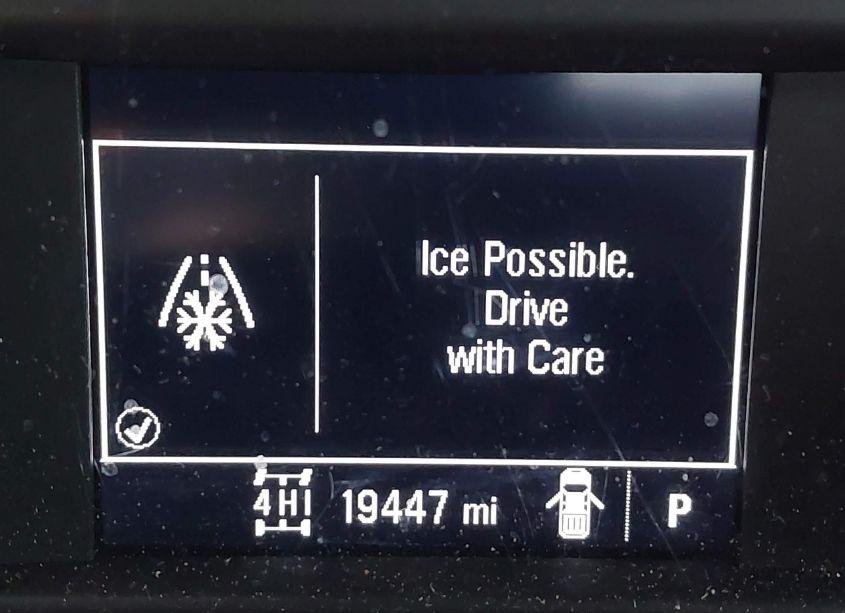 Ice Possible.
Drive
with Care
4HI 19447 mi P